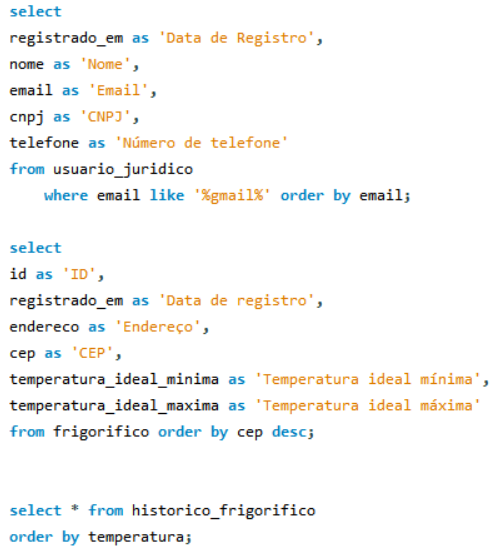 select
registrado_em as 'Data de Registro',
nome as 'Nome',
email as 'Email',
cnpj as 'CNPJ',
telefone as 'Número de telefone'
from usuario_juridico
    where email like '%gmail%' order by email;

select
id as 'ID',
registrado_em as 'Data de registro',
endereco as 'Endereço',
cep as 'CEP',
temperatura_ideal_minima as 'Temperatura ideal mínima',
temperatura_ideal_maxima as 'Temperatura ideal máxima'
from frigorifico order by cep desc;

select * from historico_frigorifico
order by temperatura;